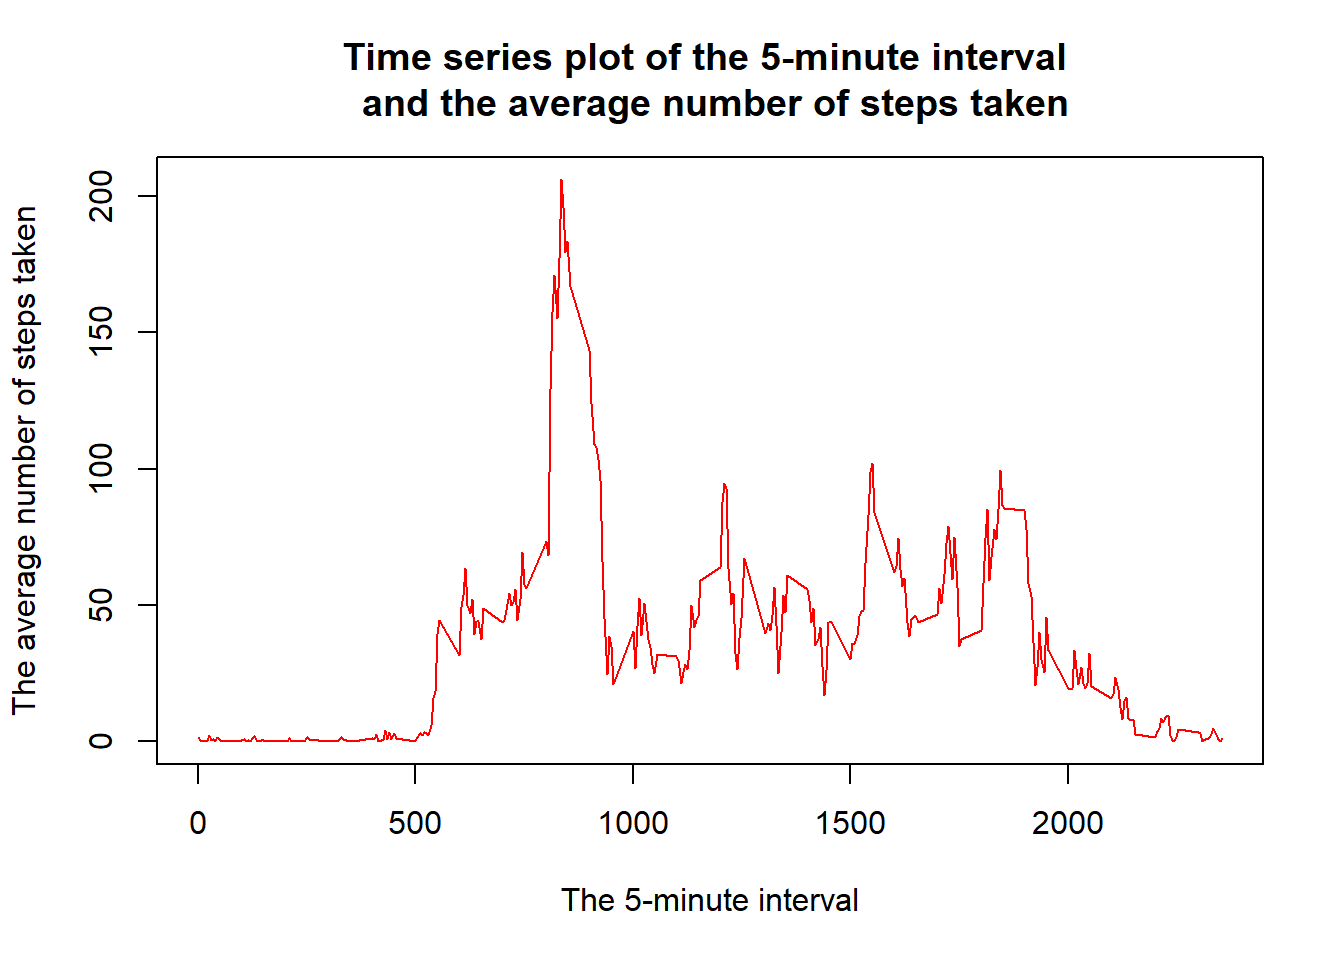 Time series plot of the 5-minute interval
and the average number of steps taken
The average number of steps taken
200
150
100
50
0
0 500 1000 1500 2000
The 5-minute interval